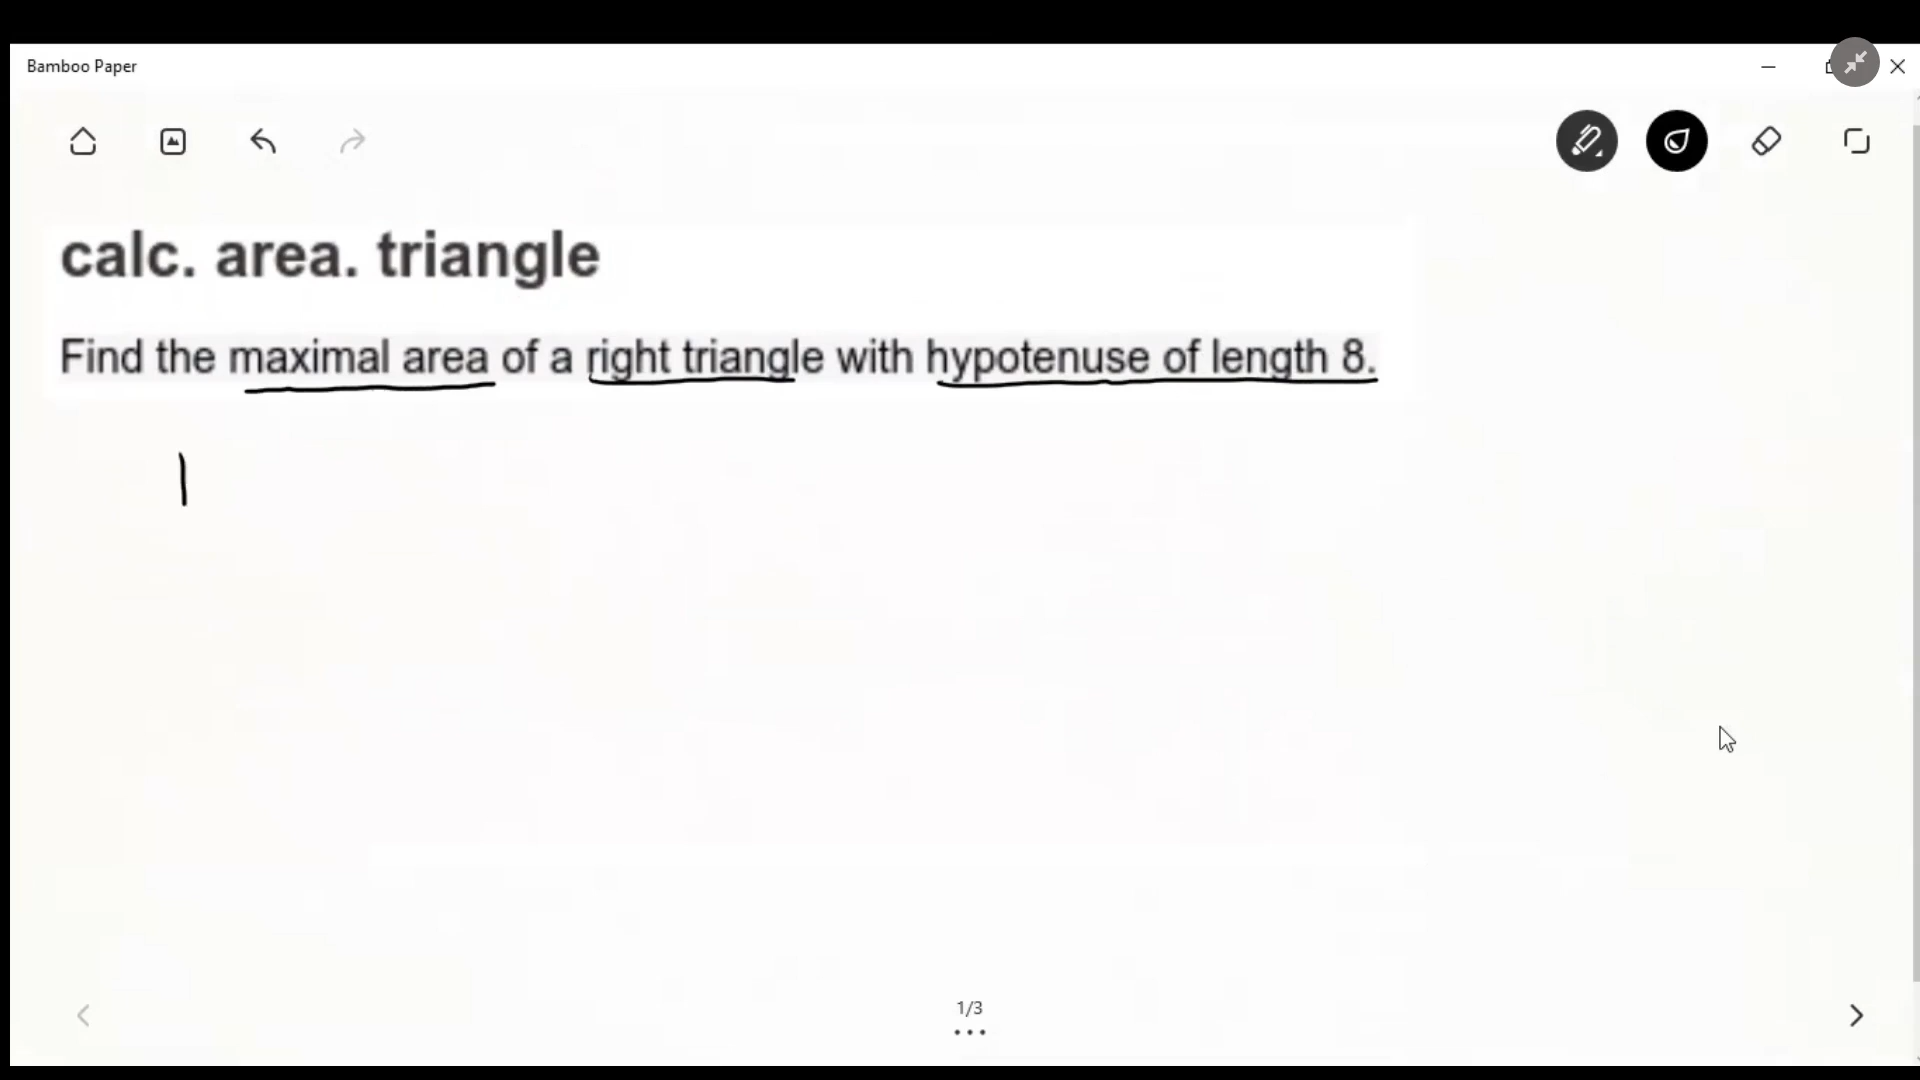 Bamboo Paper
calc. area. triangle
Find the maximal area of a right triangle with hypotenuse of length 8.
1/3